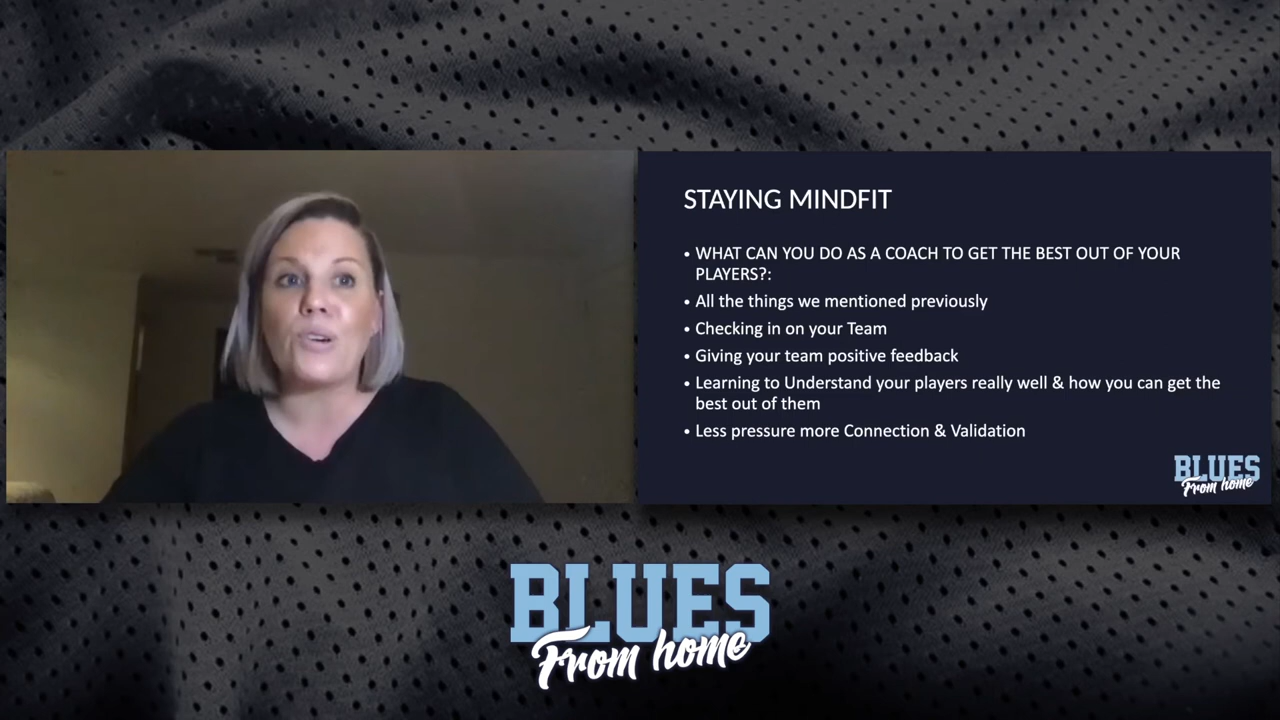 STAYING MINDFIT
• WHAT CAN YOU DO AS A COACH TO GET THE BEST OUT OF YOUR
PLAYERS?:
• All the things we mentioned previously
• Checking in on your Team
• Giving your team positive feedback
• Learning to Understand your players really well & how you can get the
best out of them
• Less pressure more Connection & Validation
BLUES
From home
BLUES
From home